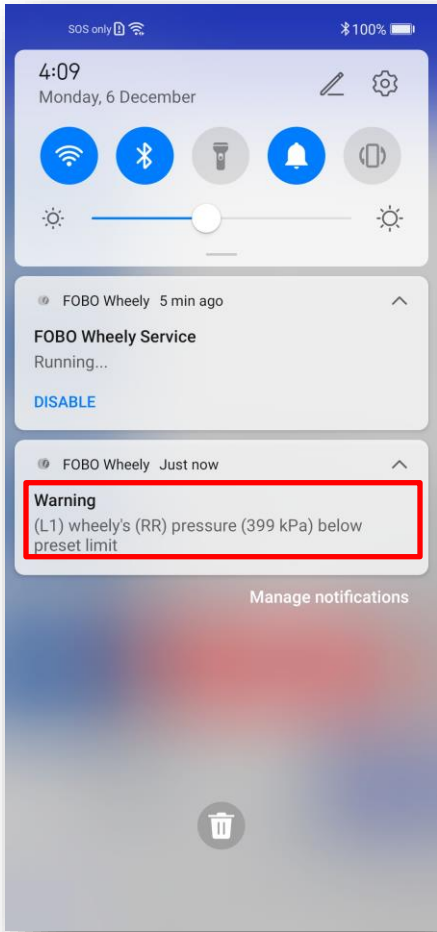 SOS only
100%
4:09
Monday, 6 December
FOBO Wheely 5 min ago
FOBO Wheely Service
Running...
DISABLE
FOBO Wheely Just now
Warning
(L1) wheely's (RR) pressure (399 kPa) below
preset limit
Manage notifications